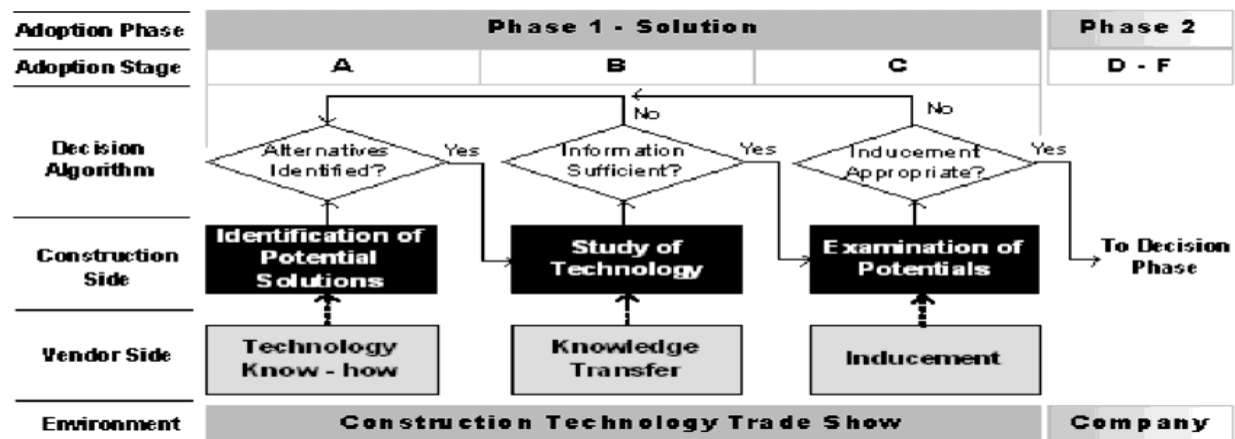 Adoption Phase
Phase 1 - Solution
Phase 2
Adoption Stage
A
B
C
D - F
No
No
Decision
Algorithm
Alternatives
Identified?
Yes
Information
Sufficient?
Yes
Inducement
Appropriate?
Yes
Construction
Side
Identification of
Potential
Solutions
Study of
Technology
Examination of
Potentials
To Decision
Phase
Vendor Side
Technology
Know - how
Knowledge
Transfer
Inducement
Environment
Construction Technology Trade Show
Company